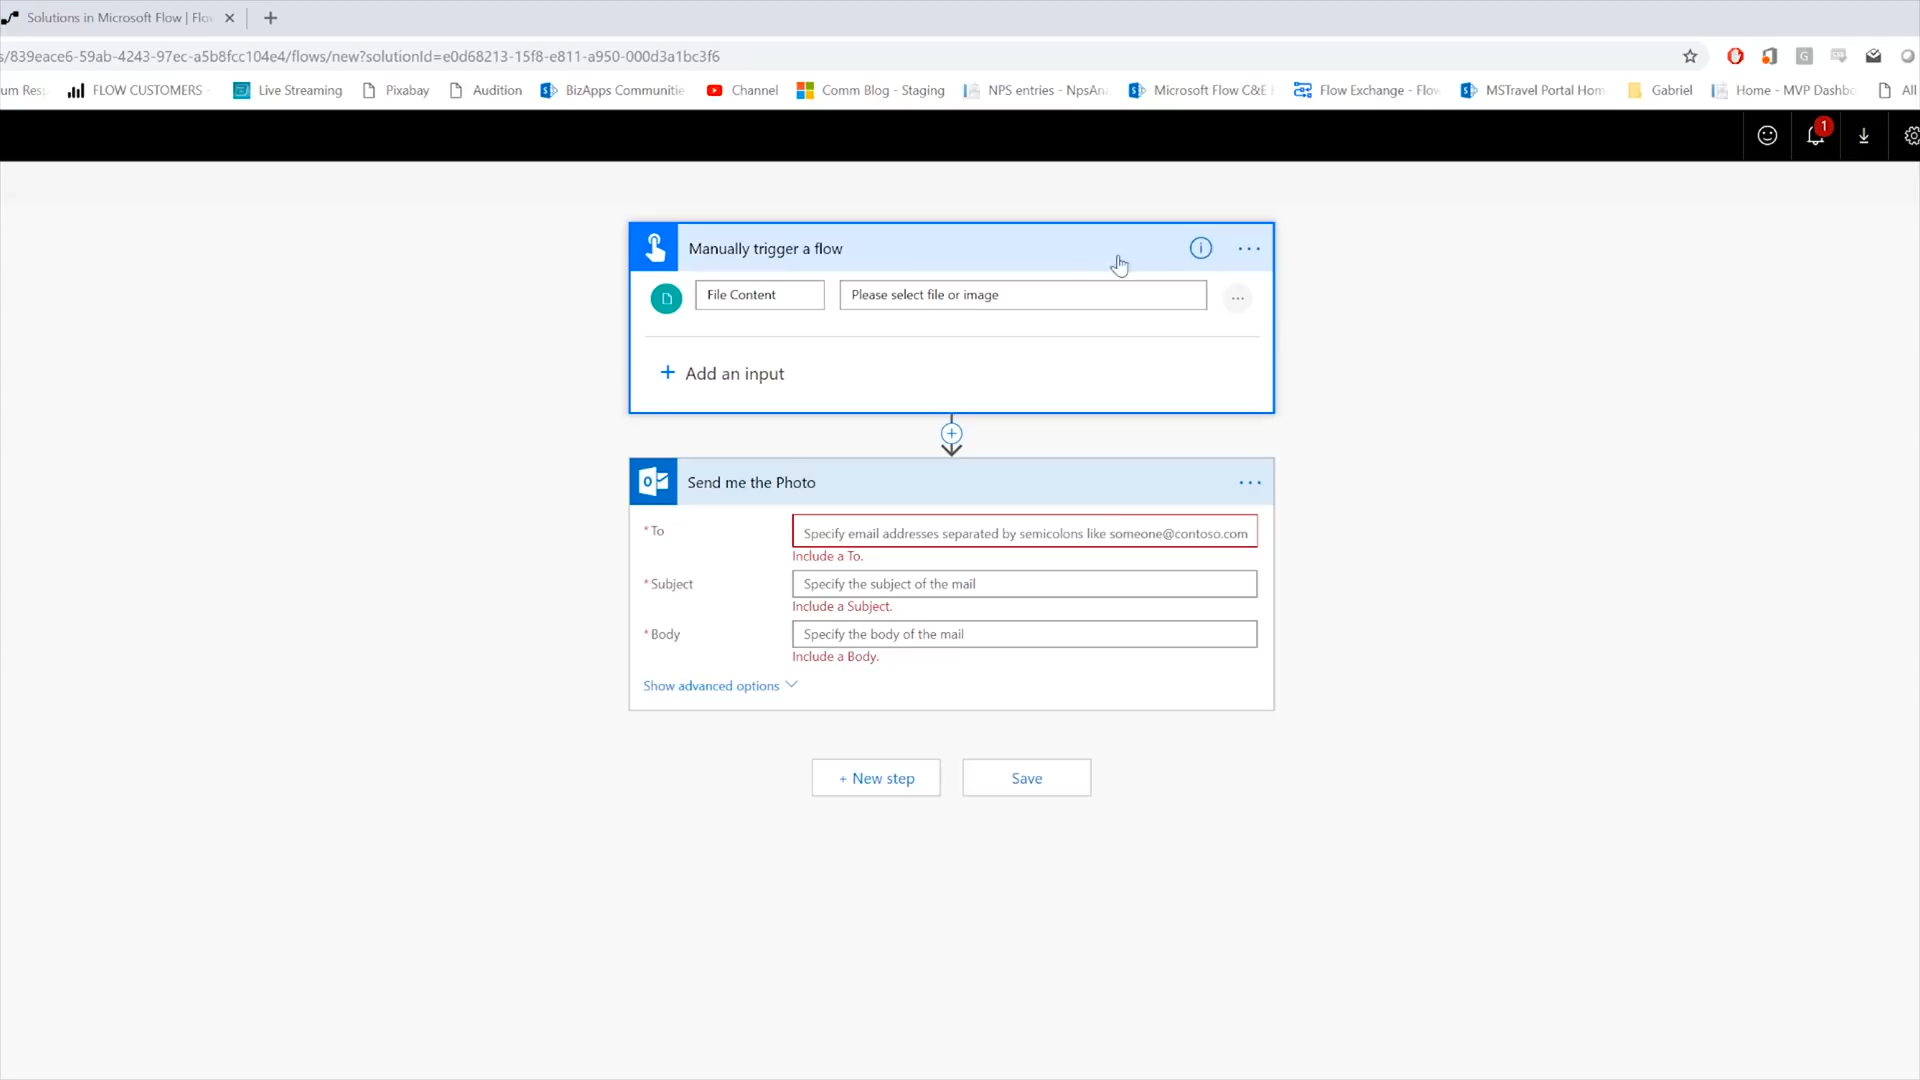 Solutions in Microsoft Flow | Flo
s/839eace6-59ab-4243-97ec-a5b8fcc104e4/flows/new?solutionId=e0d68213-15f8-e811-a950-000d3a1bc3f6
um Resp FLOW CUSTOMERS - Live Streaming Pixabay Audition BizApps Communitie Channel Comm Blog - Staging NPS entries - NpsAna Microsoft Flow C&E Flow Exchange - Flow MSTravel Portal Hom Gabriel Home - MVP Dashbo All
1
Manually trigger a flow
File Content Please select file or image
+ Add an input
Send me the Photo
* To Specify email addresses separated by semicolons like someone@contoso.com
Include a To.
* Subject Specify the subject of the mail
Include a Subject.
* Body Specify the body of the mail
Include a Body.
Show advanced options
+ New step Save